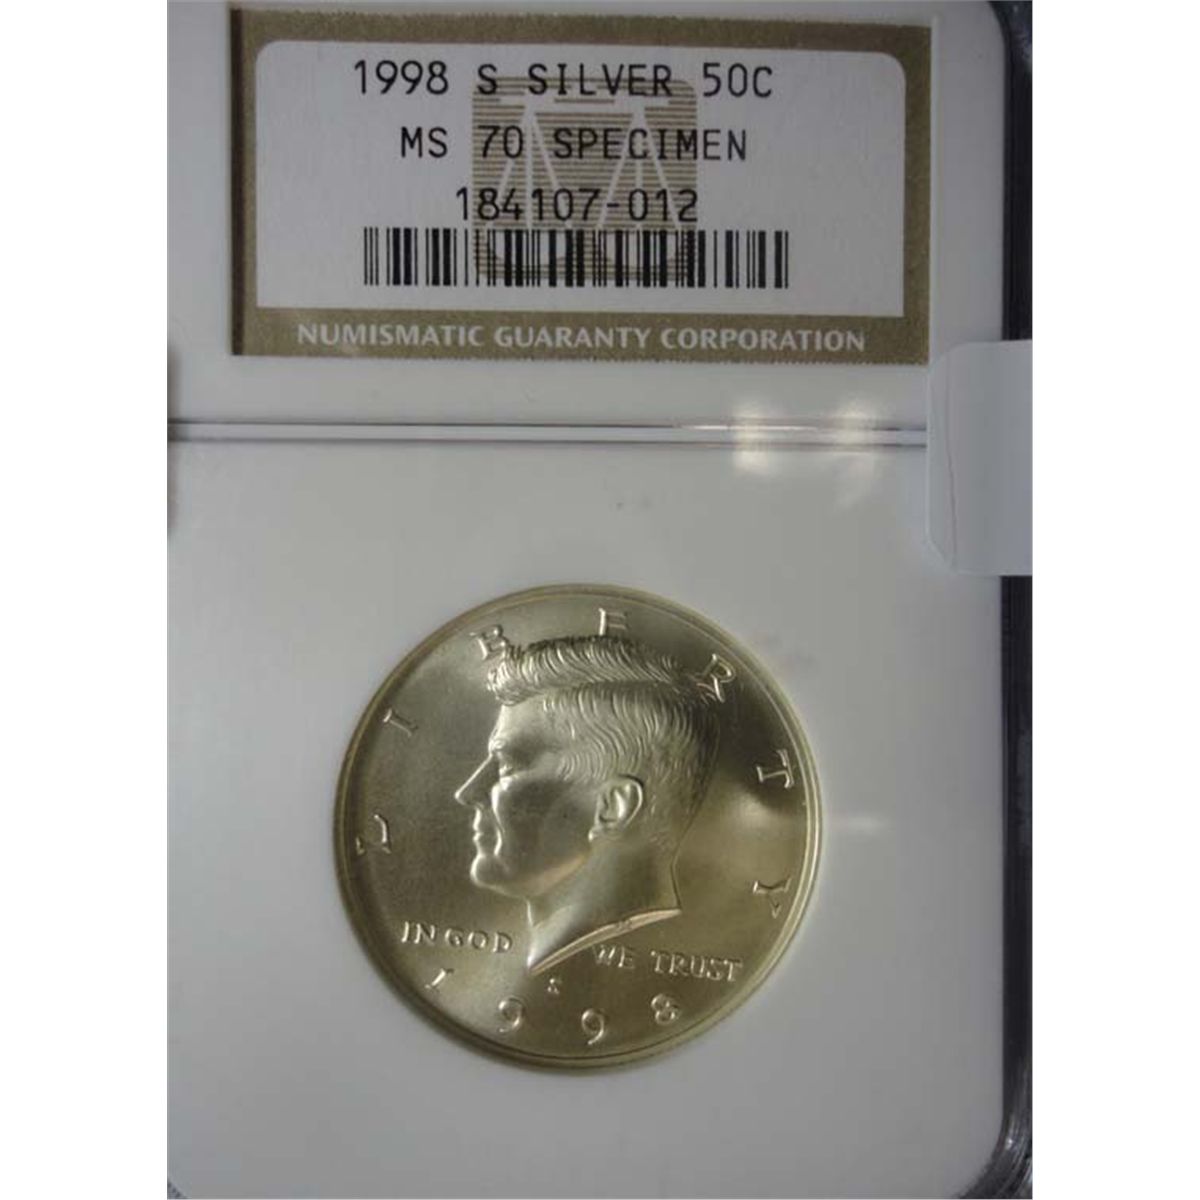 1998 S SILVER 50C
MS 70 SPECIMEN
184107-012
NUMISMATIC GUARANTY CORPORATION
LIBERTY
IN GOD WE TRUST
S
1998